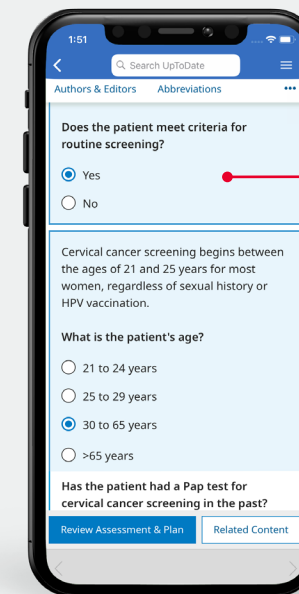 1:51
Search UpToDate
Authors & Editors Abbreviations •••
Does the patient meet criteria for
routine screening?
Yes
No
Cervical cancer screening begins between
the ages of 21 and 25 years for most
women, regardless of sexual history or
HPV vaccination.
What is the patient's age?
21 to 24 years
25 to 29 years
30 to 65 years
>65 years
Has the patient had a Pap test for
cervical cancer screening in the past?
Review Assessment & Plan Related Content